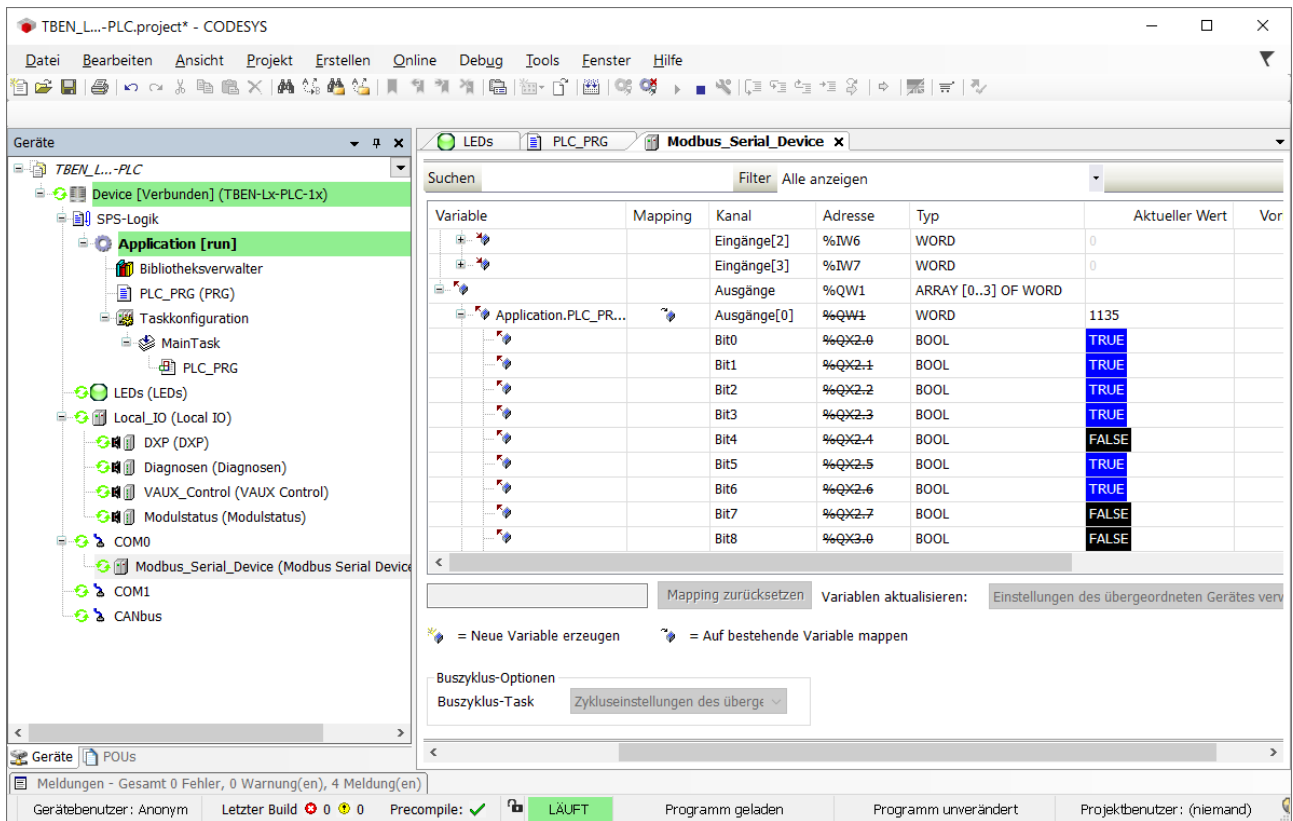 TBEN_L...-PLC.project* - CODESYS
Datei Bearbeiten Ansicht Projekt Erstellen Online Debug Tools Fenster Hilfe
Geräte
TBEN_L...-PLC
Device [Verbunden] (TBEN-Lx-PLC-1x)
SPS-Logik
Application [run]
Bibliotheksverwalter
PLC_PRG (PRG)
Taskkonfiguration
MainTask
PLC_PRG
LEDs (LEDs)
Local_IO (Local IO)
DXP (DXP)
Diagnosen (Diagnosen)
VAUX_Control (VAUX Control)
Modulstatus (Modulstatus)
COM0
Modbus_Serial_Device (Modbus Serial Device
COM1
CANbus
Geräte POUs
LEDs PLC_PRG Modbus_Serial_Device
Suchen Filter Alle anzeigen
Variable Mapping Kanal Adresse Typ Aktueller Wert Vor
Eingänge[2] %IW6 WORD 0
Eingänge[3] %IW7 WORD 0
Ausgänge %QW1 ARRAY [0..3] OF WORD
Application.PLC_PR... Ausgänge[0] %QW1 WORD 1135
Bit0 %QX2.0 BOOL TRUE
Bit1 %QX2.1 BOOL TRUE
Bit2 %QX2.2 BOOL TRUE
Bit3 %QX2.3 BOOL TRUE
Bit4 %QX2.4 BOOL FALSE
Bit5 %QX2.5 BOOL TRUE
Bit6 %QX2.6 BOOL TRUE
Bit7 %QX2.7 BOOL FALSE
Bit8 %QX3.0 BOOL FALSE
Mapping zurücksetzen Variablen aktualisieren: Einstellungen des übergeordneten Gerätes verw
= Neue Variable erzeugen = Auf bestehende Variable mappen
Buszyklus-Optionen
Buszyklus-Task Zykluseinstellungen des überge
Meldungen - Gesamt 0 Fehler, 0 Warnung(en), 4 Meldung(en)
Gerätebenutzer: Anonym Letzter Build 0 0 Precompile: LÄUFT Programm geladen Programm unverändert Projektbenutzer: (niemand)